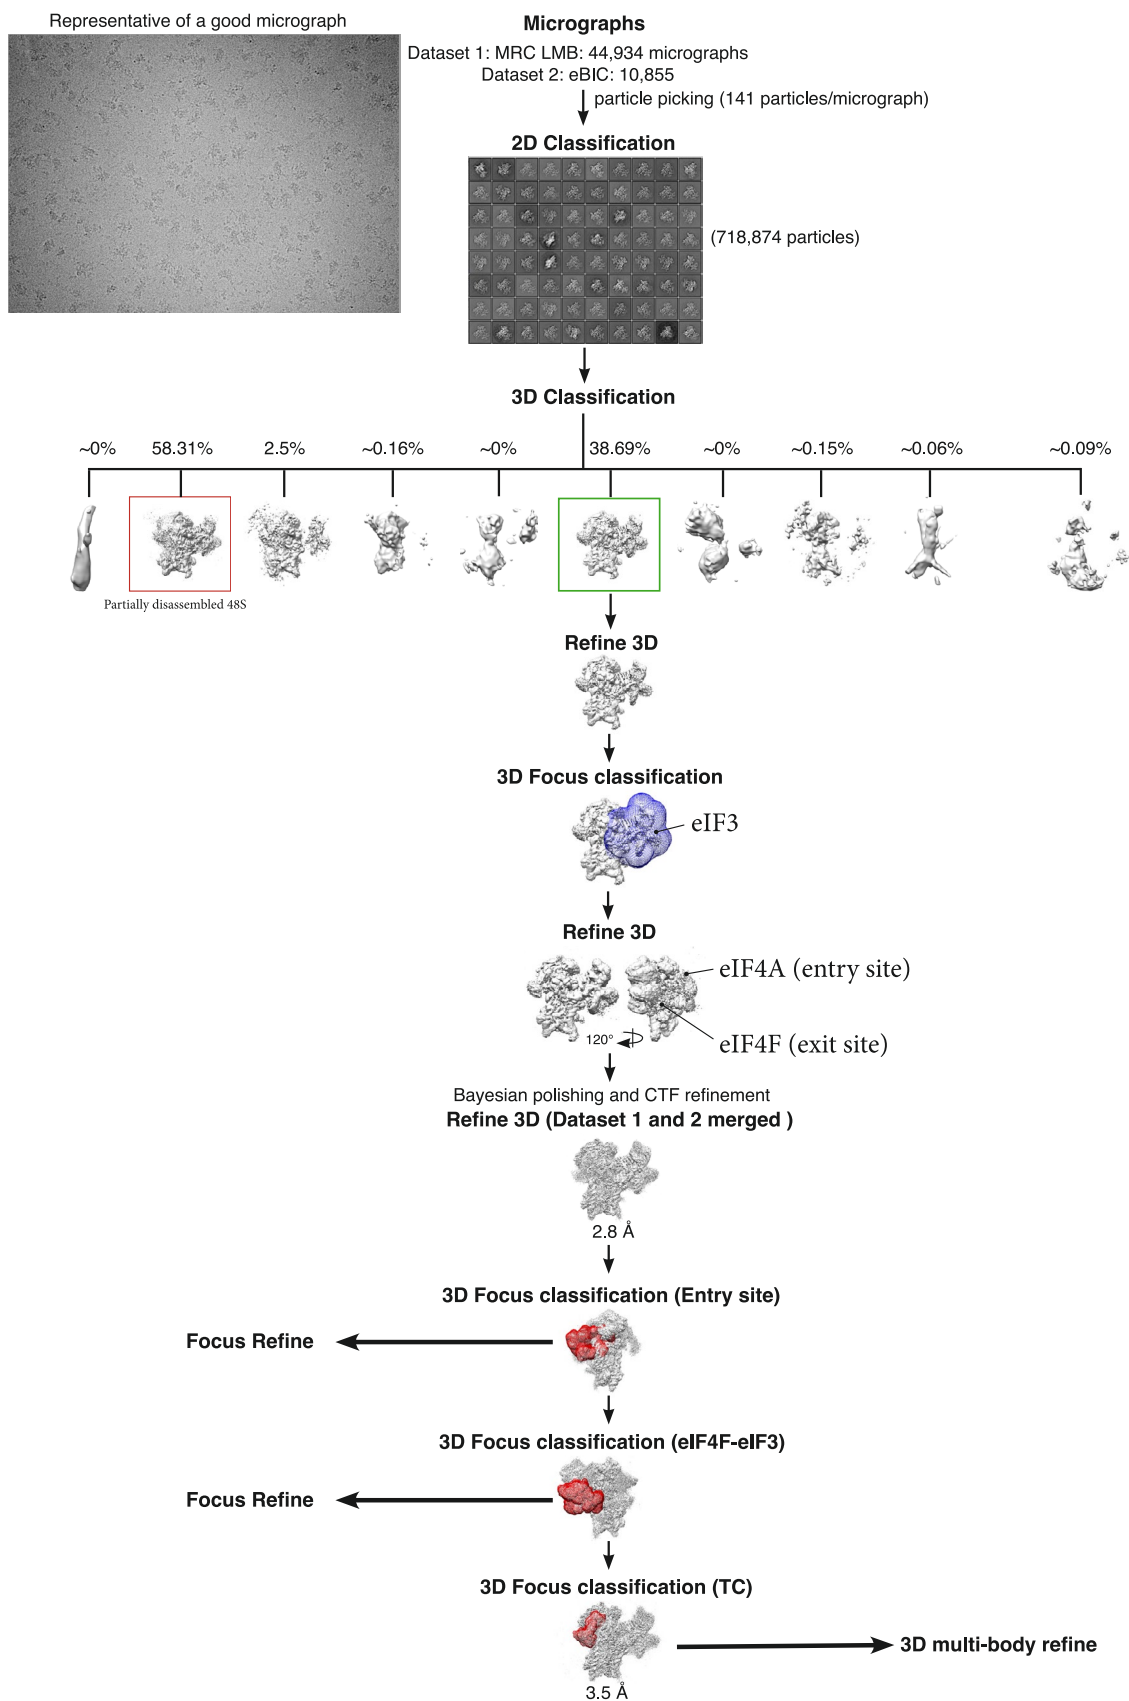 Representative of a good micrograph
Micrographs
Dataset 1: MRC LMB: 44,934 micrographs
Dataset 2: eBIC: 10,855
particle picking (141 particles/micrograph)
2D Classification
(718,874 particles)
3D Classification
~0% 58.31% 2.5% ~0.16% ~0% 38.69% ~0% ~0.15% ~0.06% ~0.09%
Partially disassembled 48S
Refine 3D
3D Focus classification
eIF3
Refine 3D
eIF4A (entry site)
120°
eIF4F (exit site)
Bayesian polishing and CTF refinement
Refine 3D (Dataset 1 and 2 merged )
2.8 Å
3D Focus classification (Entry site)
Focus Refine
3D Focus classification (eIF4F-eIF3)
Focus Refine
3D Focus classification (TC)
3D multi-body refine
3.5 Å